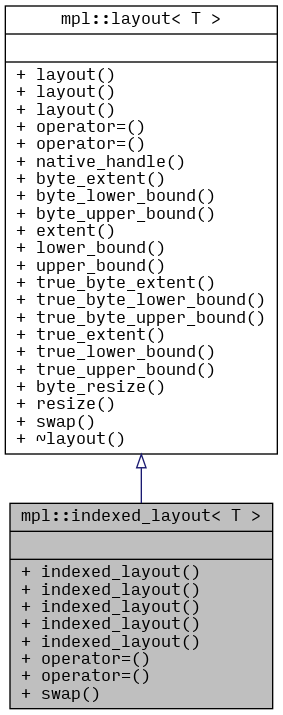 mpl::layout< T >
+ layout()
+ layout()
+ layout()
+ operator=()
+ operator=()
+ native_handle()
+ byte_extent()
+ byte_lower_bound()
+ byte_upper_bound()
+ extent()
+ lower_bound()
+ upper_bound()
+ true_byte_extent()
+ true_byte_lower_bound()
+ true_byte_upper_bound()
+ true_extent()
+ true_lower_bound()
+ true_upper_bound()
+ byte_resize()
+ resize()
+ swap()
+ ~layout()
mpl::indexed_layout< T >
+ indexed_layout()
+ indexed_layout()
+ indexed_layout()
+ indexed_layout()
+ indexed_layout()
+ operator=()
+ operator=()
+ swap()